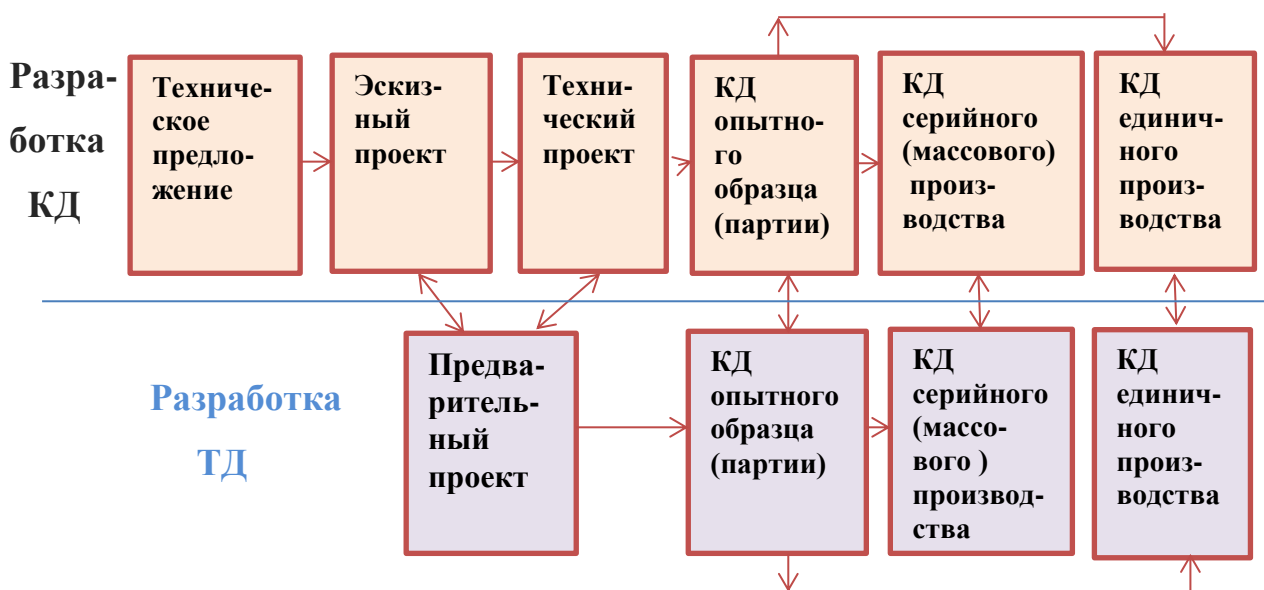 Разра-
ботка
КД
Техниче-
ское
предло-
жение
Эскиз-
ный
проект
Техни-
ческий
проект
КД
опытно-
го
образца
(партии)
КД
серийного
(массового)
произ-
водства
КД
единич-
ного
произ-
водства
Разработка
ТД
Предва-
ритель-
ный
проект
КД
опытного
образца
(партии)
КД
серийного
(массо-
вого )
производ-
ства
КД
единич-
ного
произ-
водства